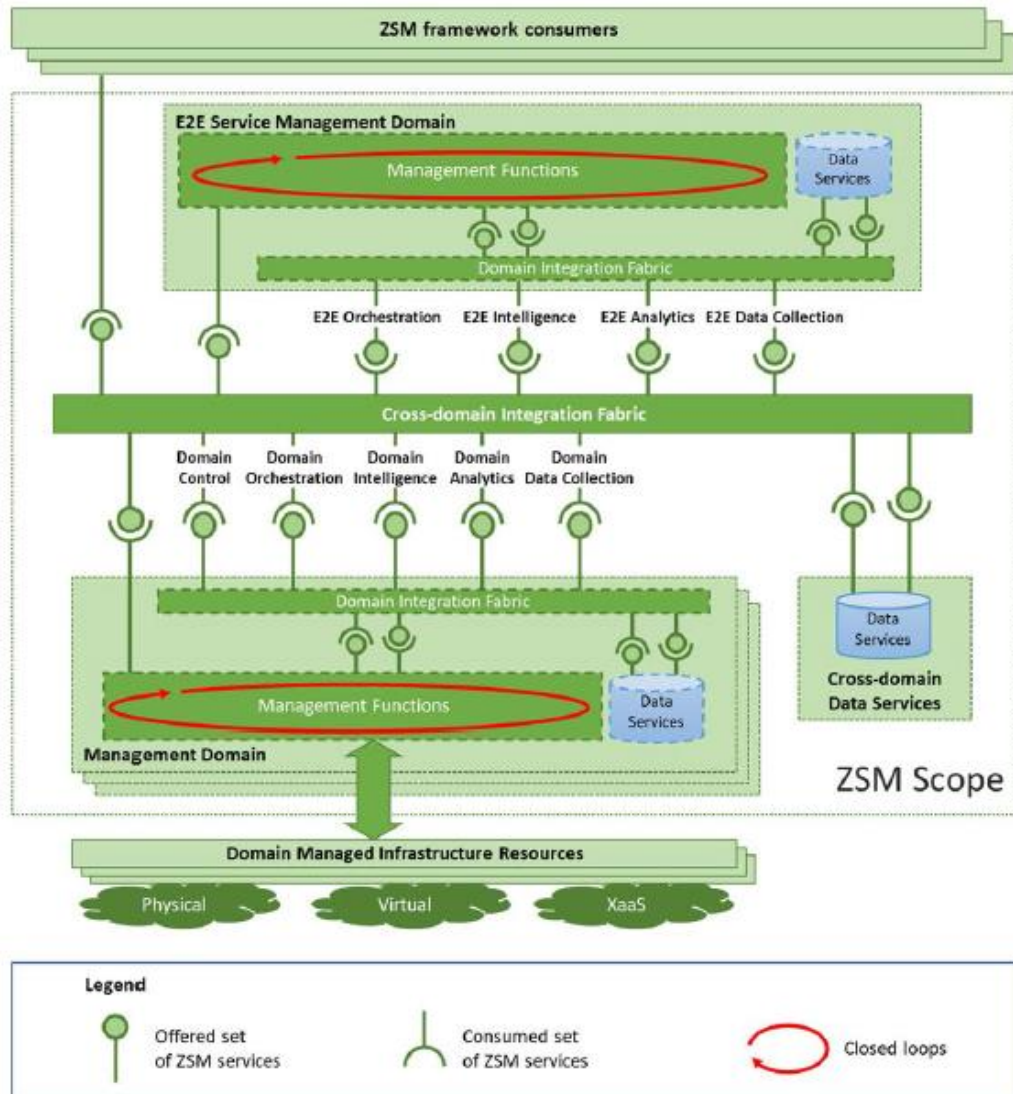 ZSM framework consumers
E2E Service Management Domain
Management Functions
Data
Services
Domain Integration Fabric
E2E Orchestration
E2E Intelligence
E2E Analytics
E2E Data Collection
Cross-domain Integration Fabric
Domain
Control
Domain
Orchestration
Domain
Intelligence
Domain
Analytics
Domain
Data Collection
Domain Integration Fabric
Management Functions
Data
Services
Management Domain
Data
Services
Cross-domain
Data Services
ZSM Scope
Domain Managed Infrastructure Resources
Physical
Virtual
XaaS
Legend
Offered set
of ZSM services
Consumed set
of ZSM services
Closed loops